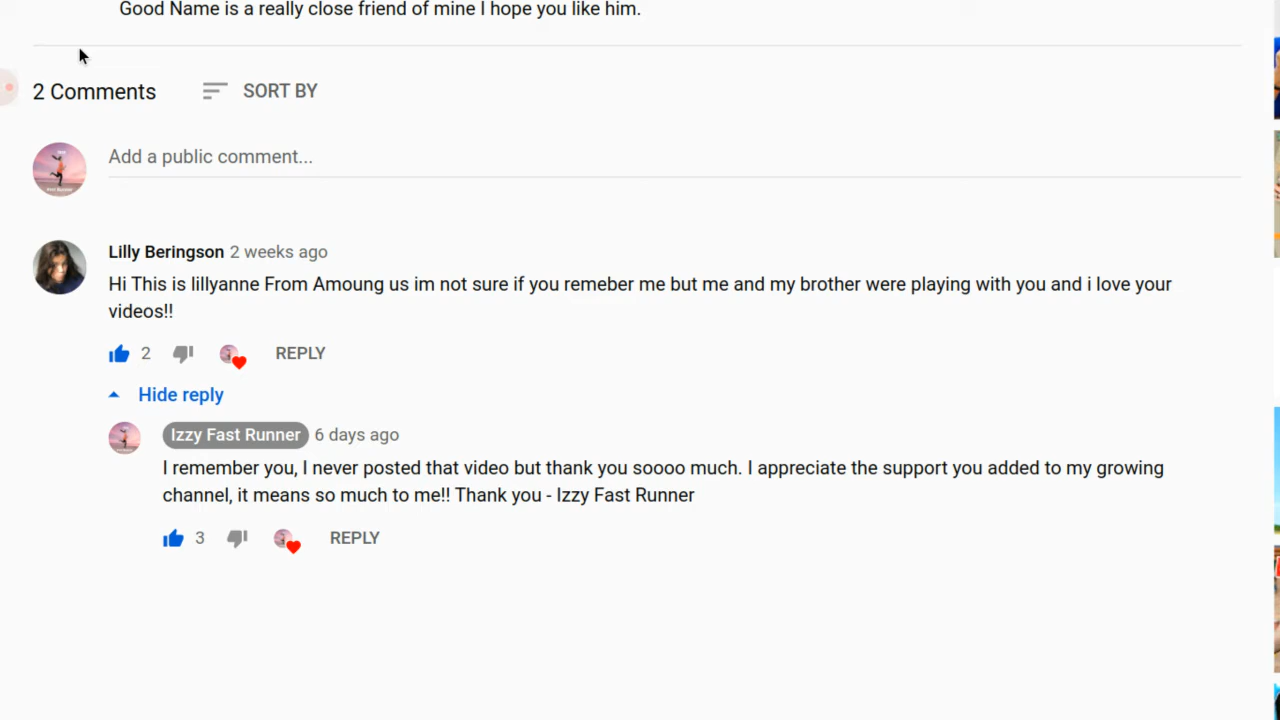 Good Name is a really close friend of mine I hope you like him.
2 Comments
SORT BY
Add a public comment...
Lilly Beringson 2 weeks ago
Hi This is lillyanne From Amoung us im not sure if you remeber me but me and my brother were playing with you and i love your
videos!!
2
REPLY
Hide reply
Izzy Fast Runner 6 days ago
I remember you, I never posted that video but thank you soooo much. I appreciate the support you added to my growing
channel, it means so much to me!! Thank you - Izzy Fast Runner
3
REPLY